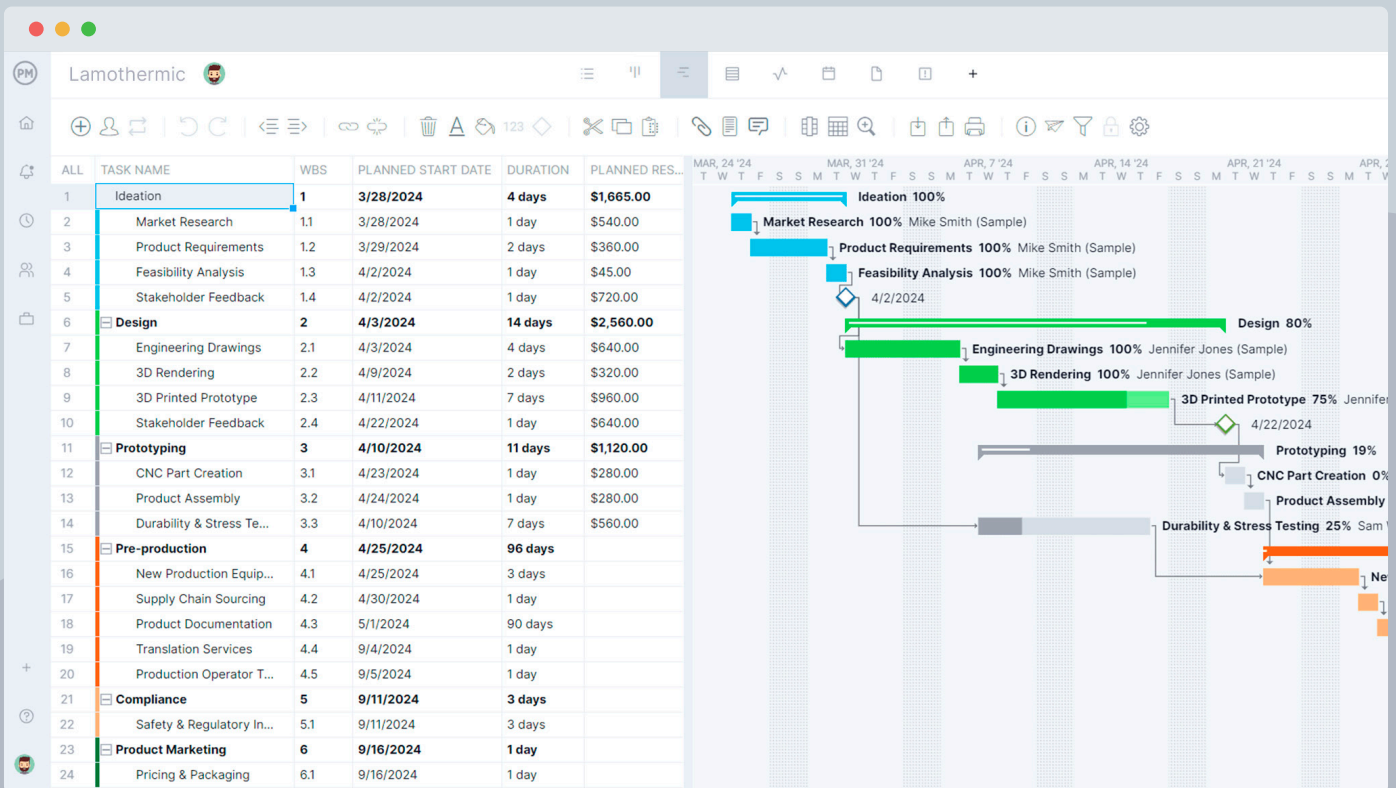 PM
Lamothermic
123
ALL TASK NAME WBS PLANNED START DATE DURATION PLANNED RES...
MAR, 24 '24 MAR, 31 '24 APR, 7 '24 APR, 14 '24 APR, 21 '24 APR, 2
T W T F S S M T W T F S S M T W T F S S M T W T F S S M T W T F S S M T W
1 Ideation 1 3/28/2024 4 days $1,665.00
2 Market Research 1.1 3/28/2024 1 day $540.00
3 Product Requirements 1.2 3/29/2024 2 days $360.00
4 Feasibility Analysis 1.3 4/2/2024 1 day $45.00
5 Stakeholder Feedback 1.4 4/2/2024 1 day $720.00
6 Design 2 4/3/2024 14 days $2,560.00
7 Engineering Drawings 2.1 4/3/2024 4 days $640.00
8 3D Rendering 2.2 4/9/2024 2 days $320.00
9 3D Printed Prototype 2.3 4/11/2024 7 days $960.00
10 Stakeholder Feedback 2.4 4/22/2024 1 day $640.00
11 Prototyping 3 4/10/2024 11 days $1,120.00
12 CNC Part Creation 3.1 4/23/2024 1 day $280.00
13 Product Assembly 3.2 4/24/2024 1 day $280.00
14 Durability & Stress Te... 3.3 4/10/2024 7 days $560.00
15 Pre-production 4 4/25/2024 96 days
16 New Production Equip... 4.1 4/25/2024 3 days
17 Supply Chain Sourcing 4.2 4/30/2024 1 day
18 Product Documentation 4.3 5/1/2024 90 days
19 Translation Services 4.4 9/4/2024 1 day
20 Production Operator T... 4.5 9/5/2024 1 day
21 Compliance 5 9/11/2024 3 days
22 Safety & Regulatory In... 5.1 9/11/2024 3 days
23 Product Marketing 6 9/16/2024 1 day
24 Pricing & Packaging 6.1 9/16/2024 1 day
Ideation 100%
Market Research 100% Mike Smith (Sample)
Product Requirements 100% Mike Smith (Sample)
Feasibility Analysis 100% Mike Smith (Sample)
4/2/2024
Design 80%
Engineering Drawings 100% Jennifer Jones (Sample)
3D Rendering 100% Jennifer Jones (Sample)
3D Printed Prototype 75% Jennifer
4/22/2024
Prototyping 19%
CNC Part Creation 0%
Product Assembly
Durability & Stress Testing 25% Sam
Ne